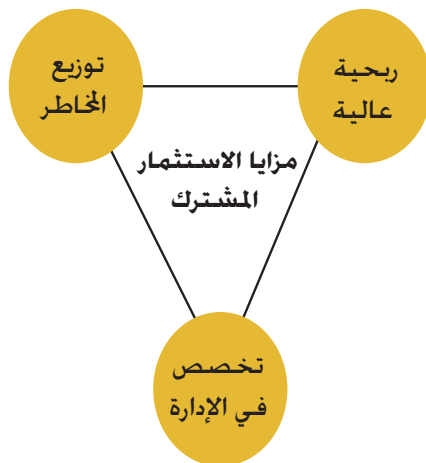 ربحية
عالية
توزيع
المخاطر
مزايا الاستثمار
المشترك
تخصص
في الإدارة